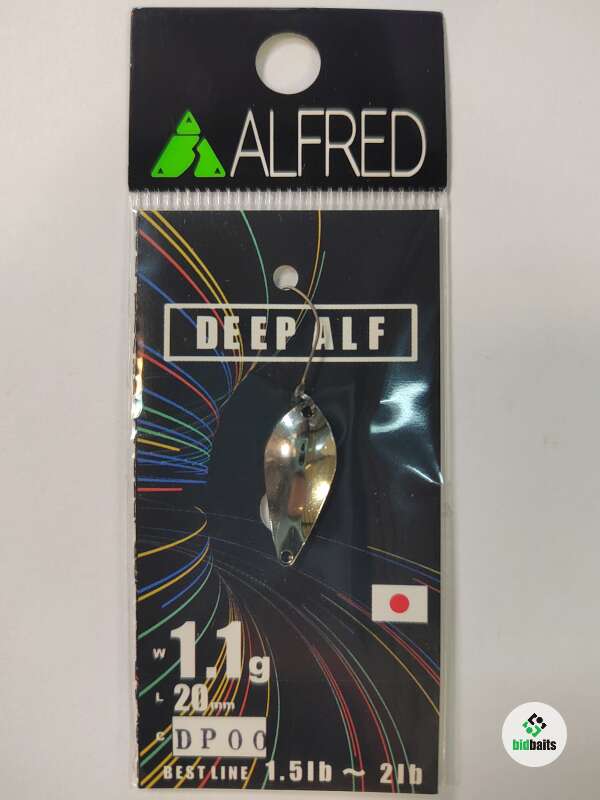 ALFRED
DEEP ALF
W 1.1g
L 20mm
C DP00
BEST LINE 1.5lb ～ 2lb
bidbaits